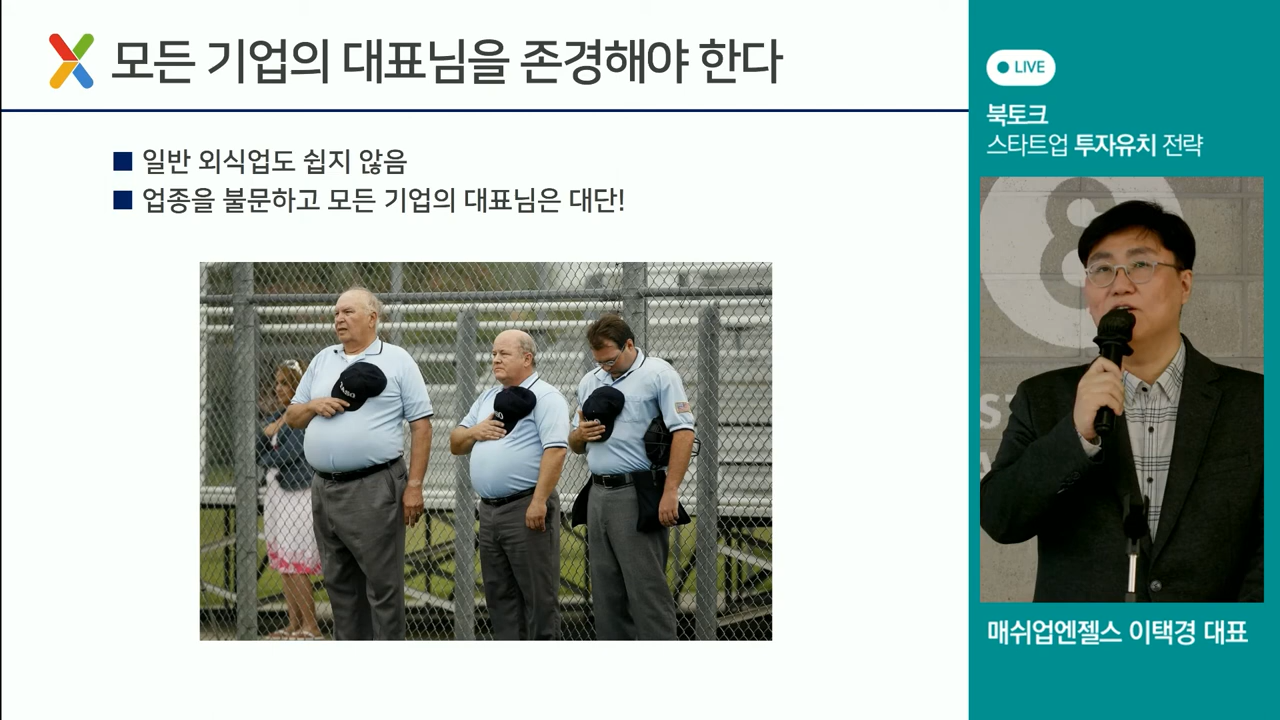 모든 기업의 대표님을 존경해야 한다
일반 외식업도 쉽지 않음
업종을 불문하고 모든 기업의 대표님은 대단!
LIVE
북토크
스타트업 투자유치 전략
8
매쉬업엔젤스 이택경 대표